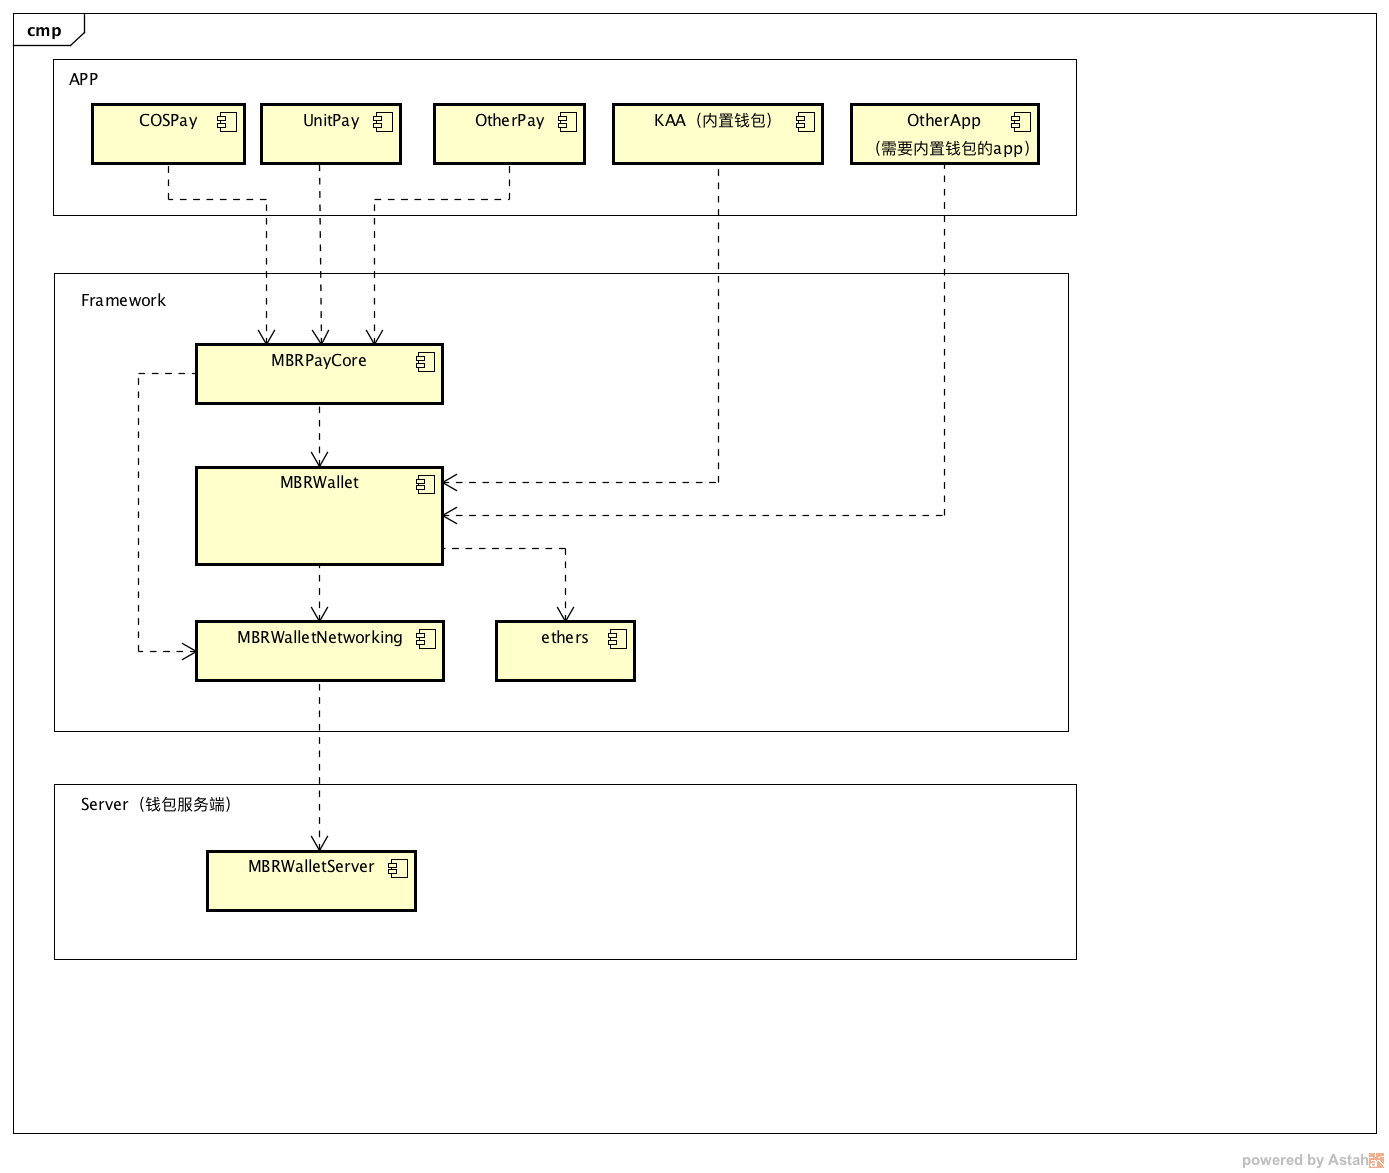 cmp
APP
COSPay
UnitPay
OtherPay
KAA（内置钱包）
OtherApp
（需要内置钱包的app）
Framework
MBRPayCore
MBRWallet
MBRWalletNetworking
ethers
Server（钱包服务端）
MBRWalletServer
powered by Astah